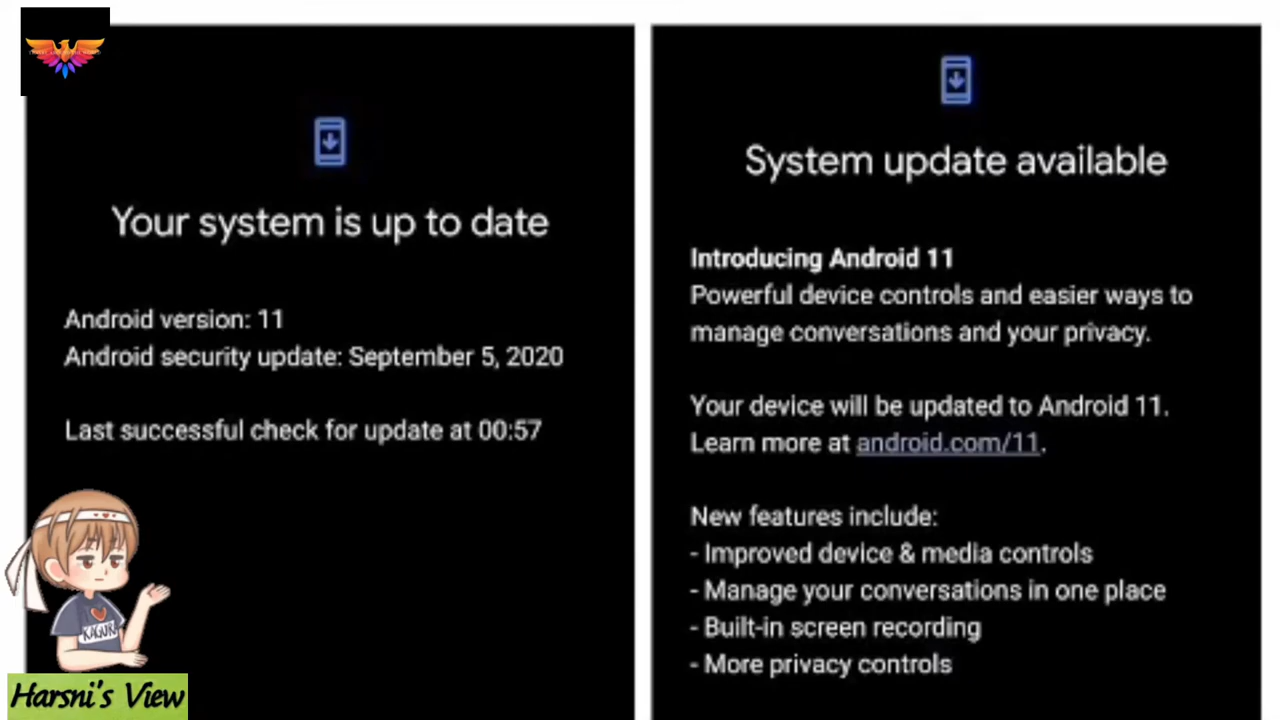 Your system is up to date
Android version: 11
Android security update: September 5, 2020
Last successful check for update at 00:57
System update available
Introducing Android 11
Powerful device controls and easier ways to
manage conversations and your privacy.
Your device will be updated to Android 11.
Learn more at android.com/11.
New features include:
- Improved device & media controls
- Manage your conversations in one place
- Built-in screen recording
- More privacy controls
KAGUR
Harsni's View